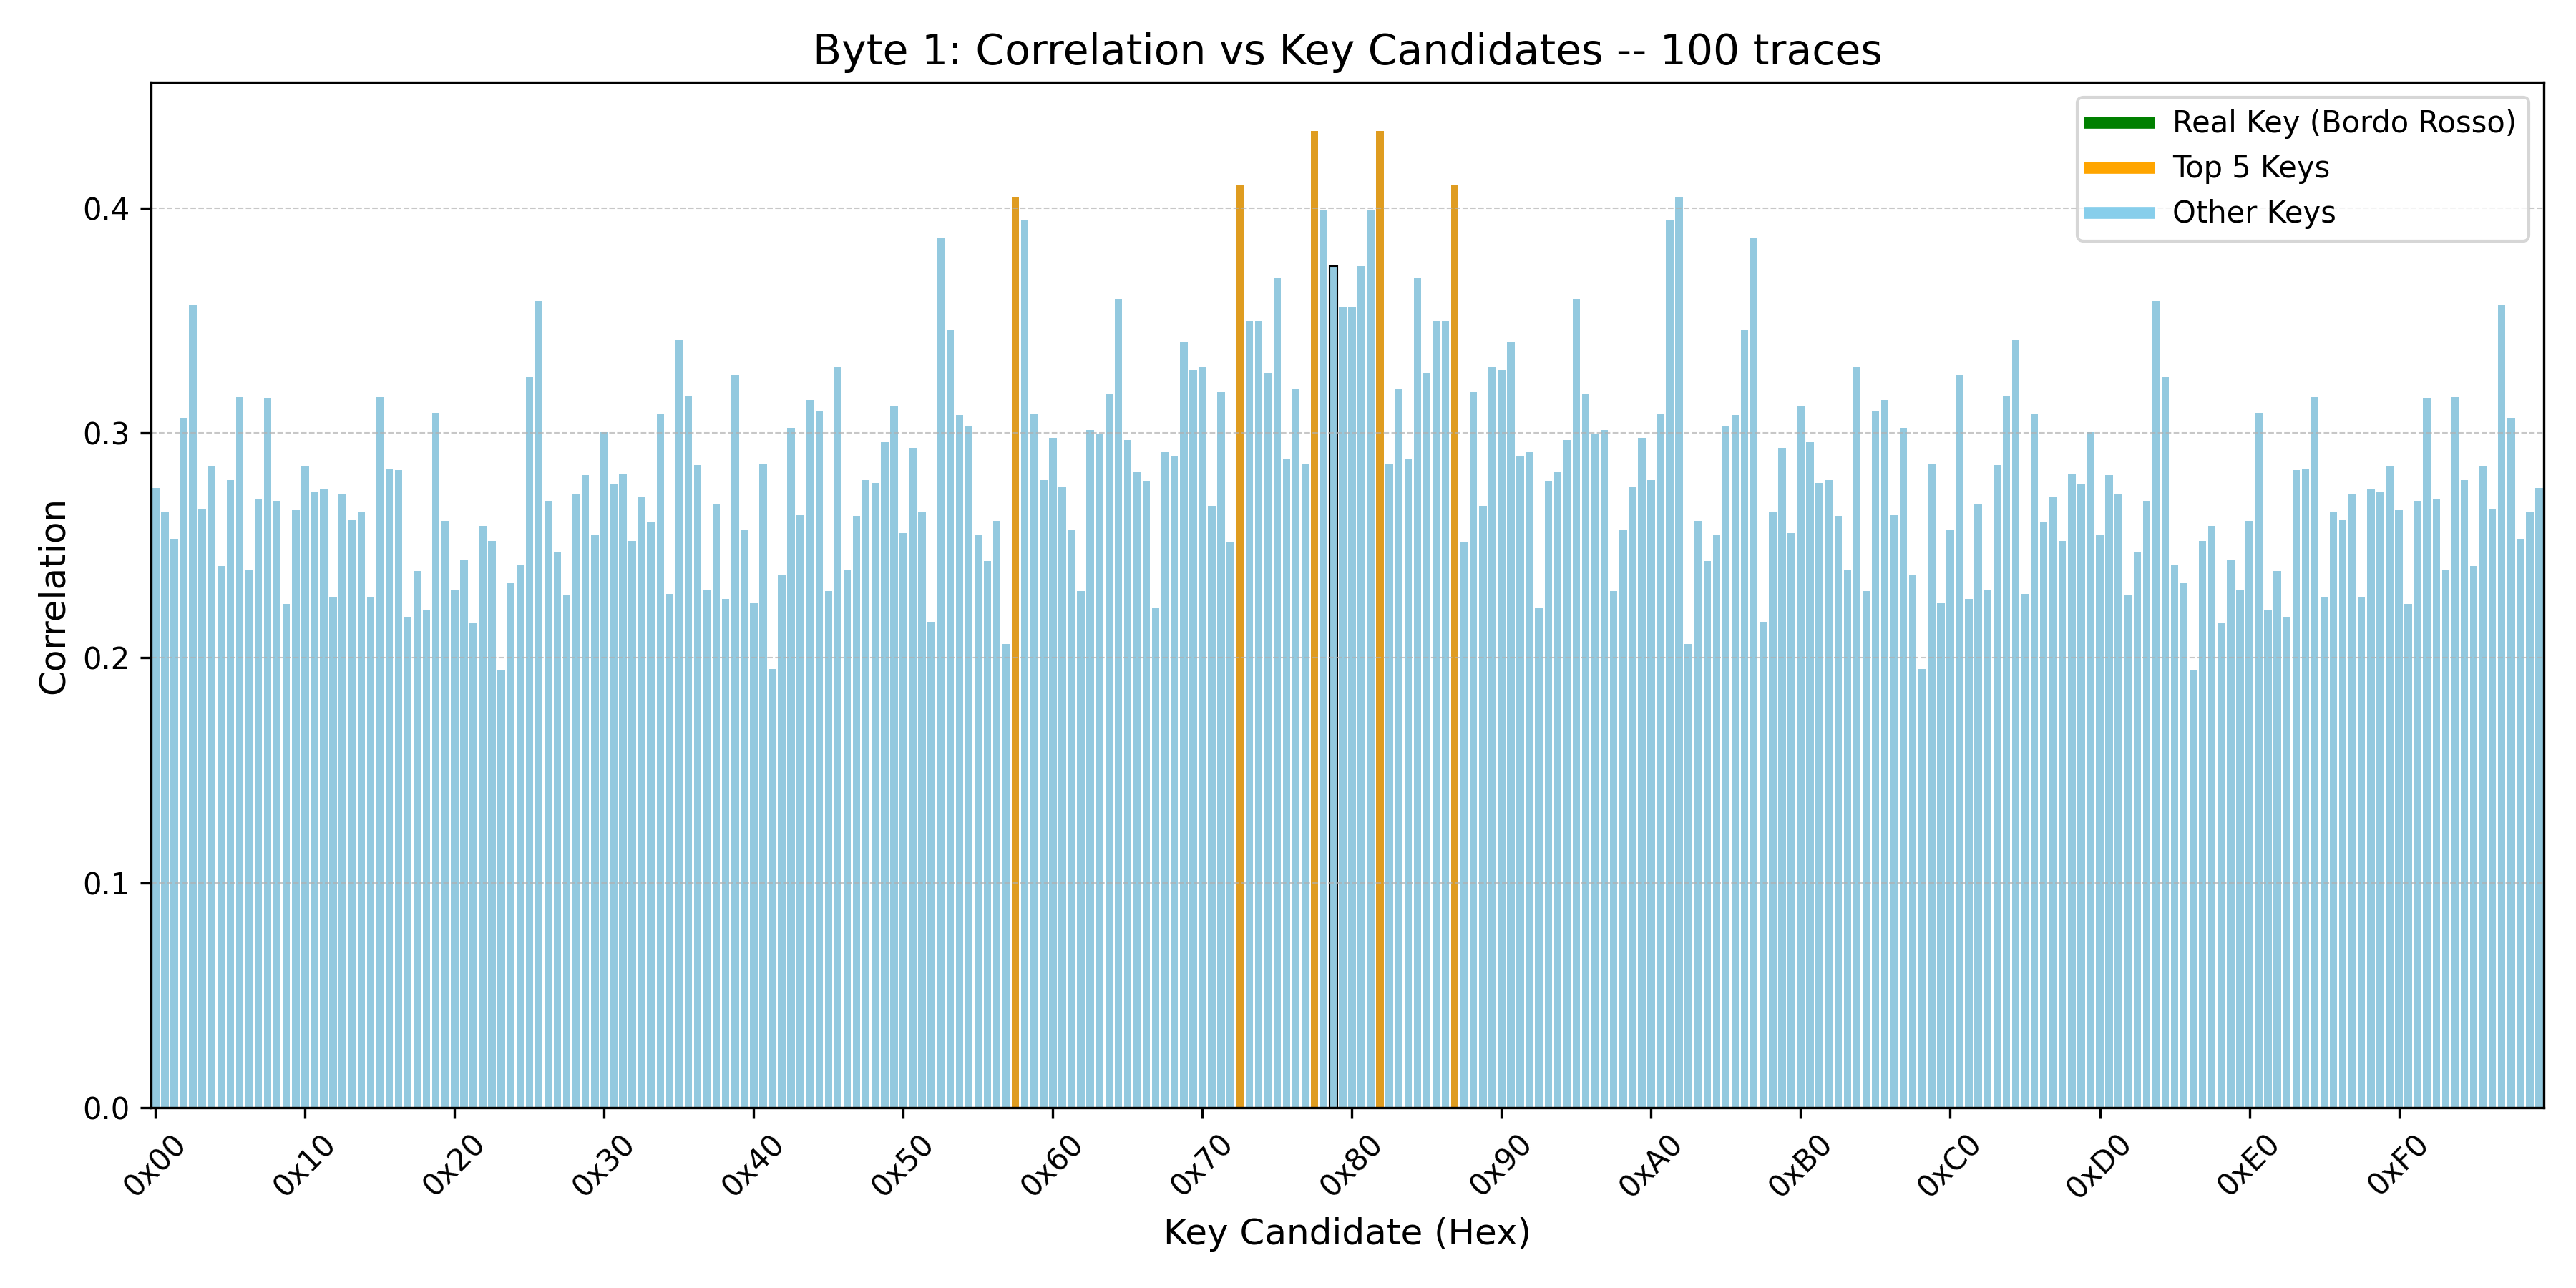 Byte 1: Correlation vs Key Candidates -- 100 traces
Real Key (Bordo Rosso)
Top 5 Keys
Other Keys
0.4
0.3
0.2
0.1
0.0
Correlation
0x00 0x10 0x20 0x30 0x40 0x50 0x60 0x70 0x80 0x90 0xA0 0xB0 0xC0 0xD0 0xE0 0xF0
Key Candidate (Hex)